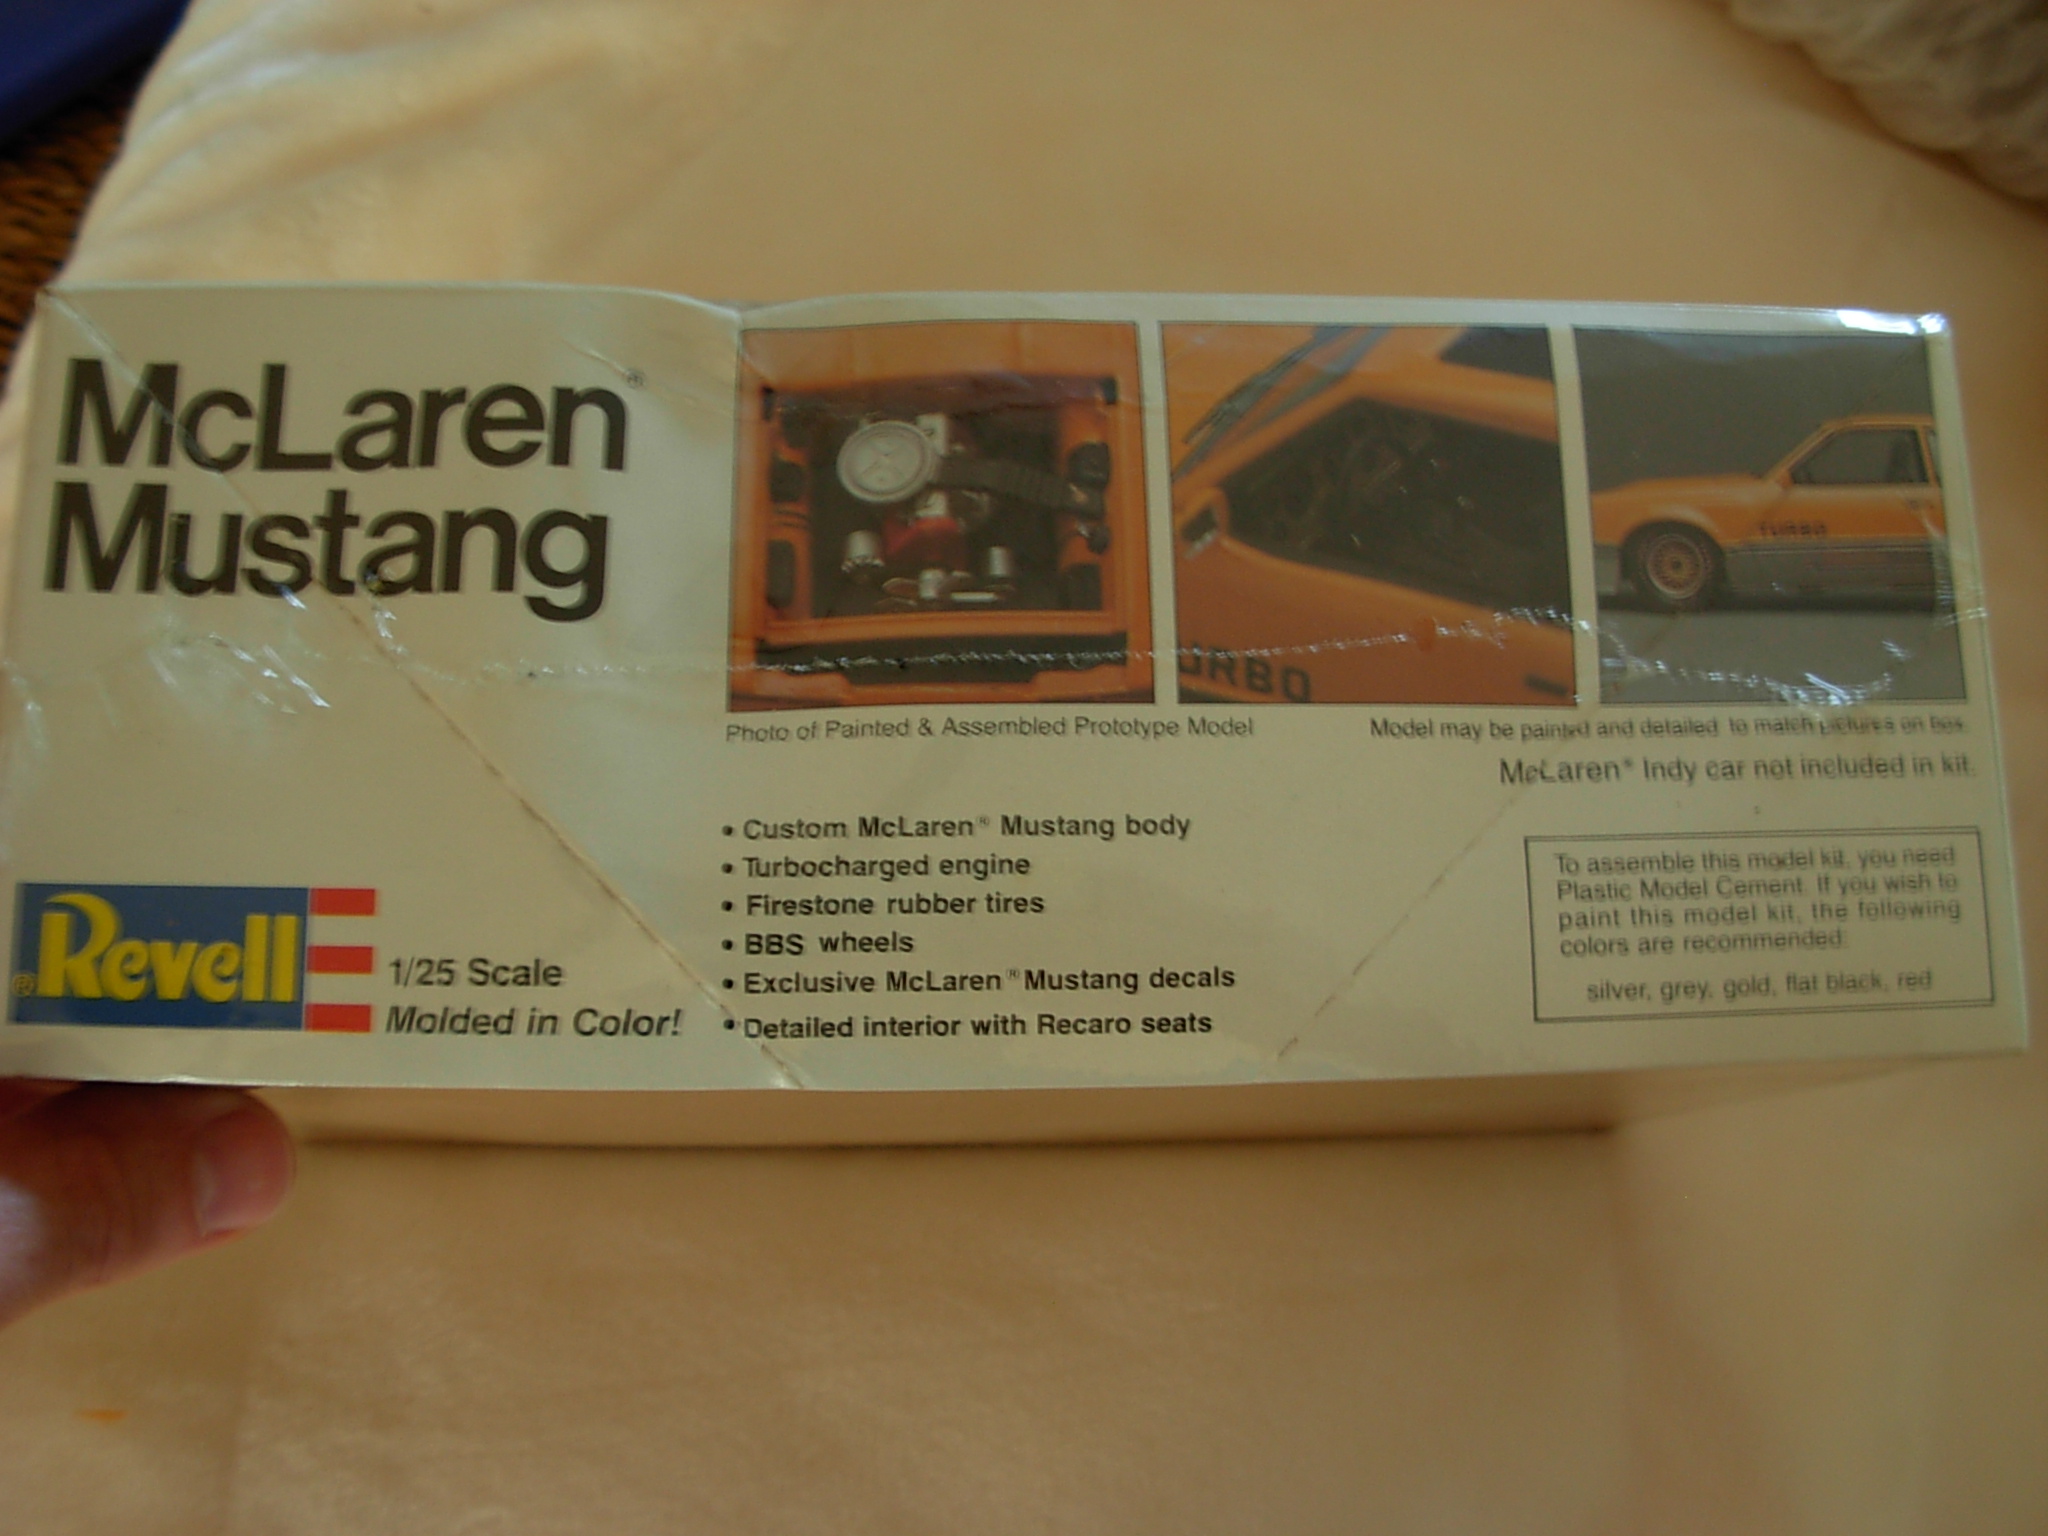 McLaren®
Mustang
URBO
TURBO
Photo of Painted & Assembled Prototype Model
Model may be painted and detailed to match pictures on box.
McLaren® Indy car not included in kit.
• Custom McLaren® Mustang body
• Turbocharged engine
• Firestone rubber tires
• BBS wheels
• Exclusive McLaren® Mustang decals
• Detailed interior with Recaro seats
To assemble this model kit, you need
Plastic Model Cement. If you wish to
paint this model kit, the following
colors are recommended:
silver, grey, gold, flat black, red
®Revell
1/25 Scale
Molded in Color!